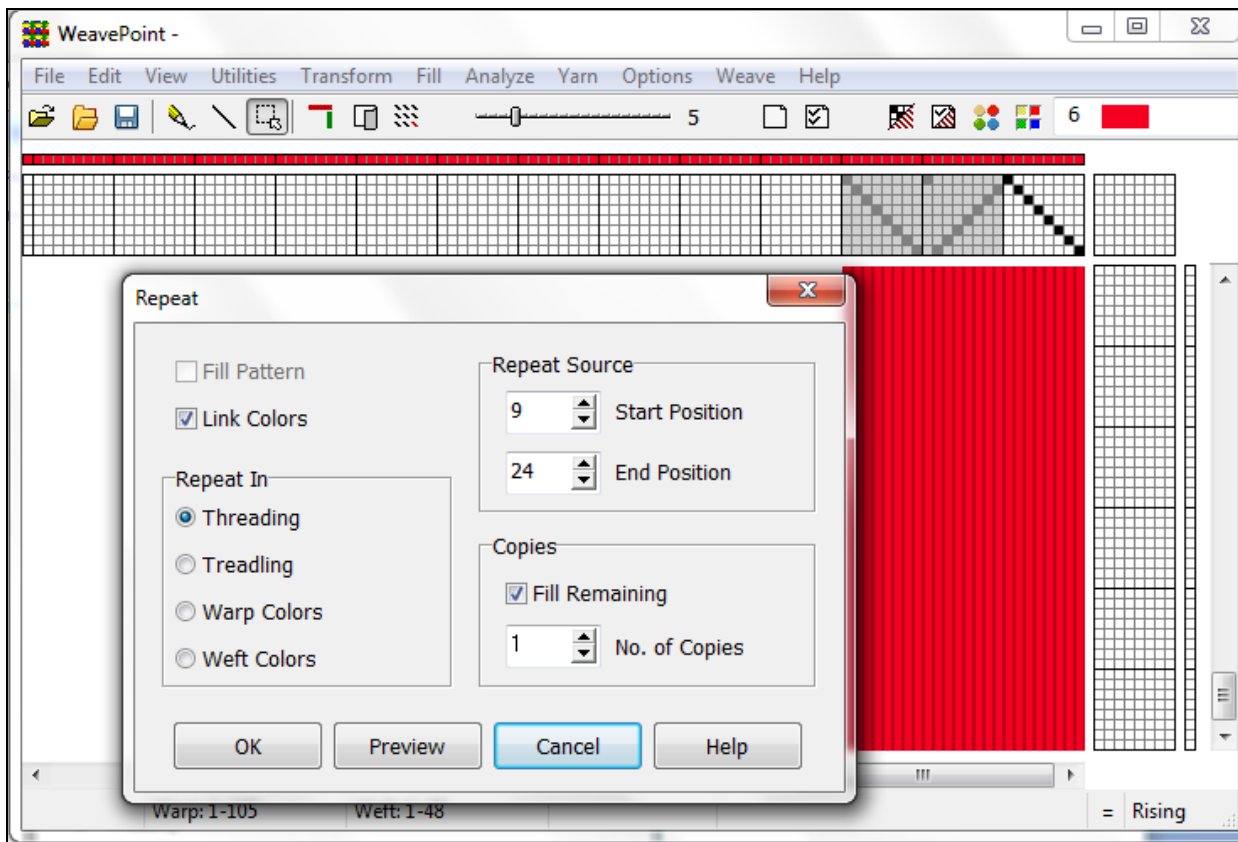 WeavePoint -
File Edit View Utilities Transform Fill Analyze Yarn Options Weave Help
5 6
Repeat
Fill Pattern
Link Colors
Repeat In
Threading
Treadling
Warp Colors
Weft Colors
Repeat Source
9 Start Position
24 End Position
Copies
Fill Remaining
1 No. of Copies
OK Preview Cancel Help
Warp: 1-105 Weft: 1-48 = Rising